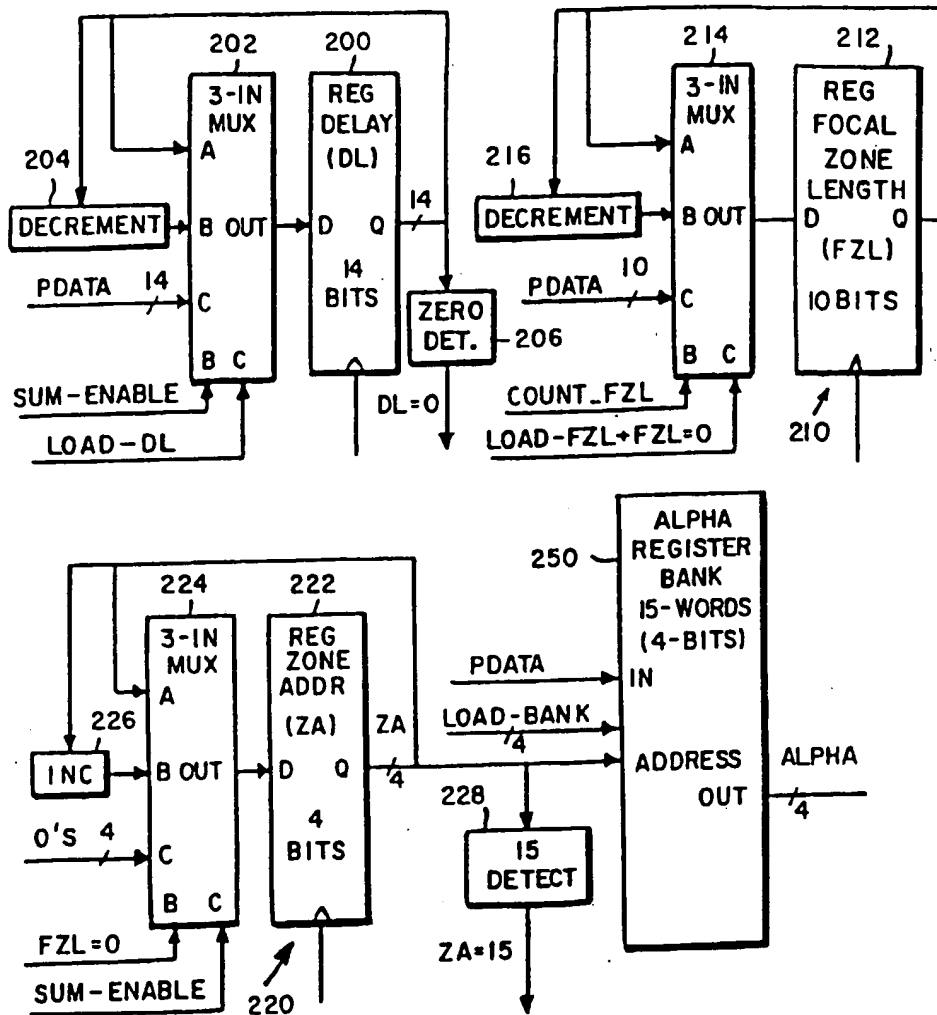 202
3-IN
MUX
A
B OUT
C
B C
200
REG
DELAY
(DL)
D Q
14
BITS
14
204
DECREMENT
PDATA 14
SUM-ENABLE
LOAD-DL
ZERO
DET.
206
DL=0
214
3-IN
MUX
A
B OUT
C
B C
212
REG
FOCAL
ZONE
LENGTH
D Q
(FZL)
10 BITS
216
DECREMENT
PDATA 10
COUNT_FZL
LOAD-FZL+FZL=0
210
224
3-IN
MUX
A
B OUT
C
B C
222
REG
ZONE
ADDR
(ZA)
D Q
4
BITS
ZA
4
226
INC
O'S 4
FZL=0
SUM-ENABLE
220
228
15
DETECT
ZA=15
250
ALPHA
REGISTER
BANK
15-WORDS
(4-BITS)
PDATA
IN
LOAD-BANK
4
ADDRESS
OUT
ALPHA
4